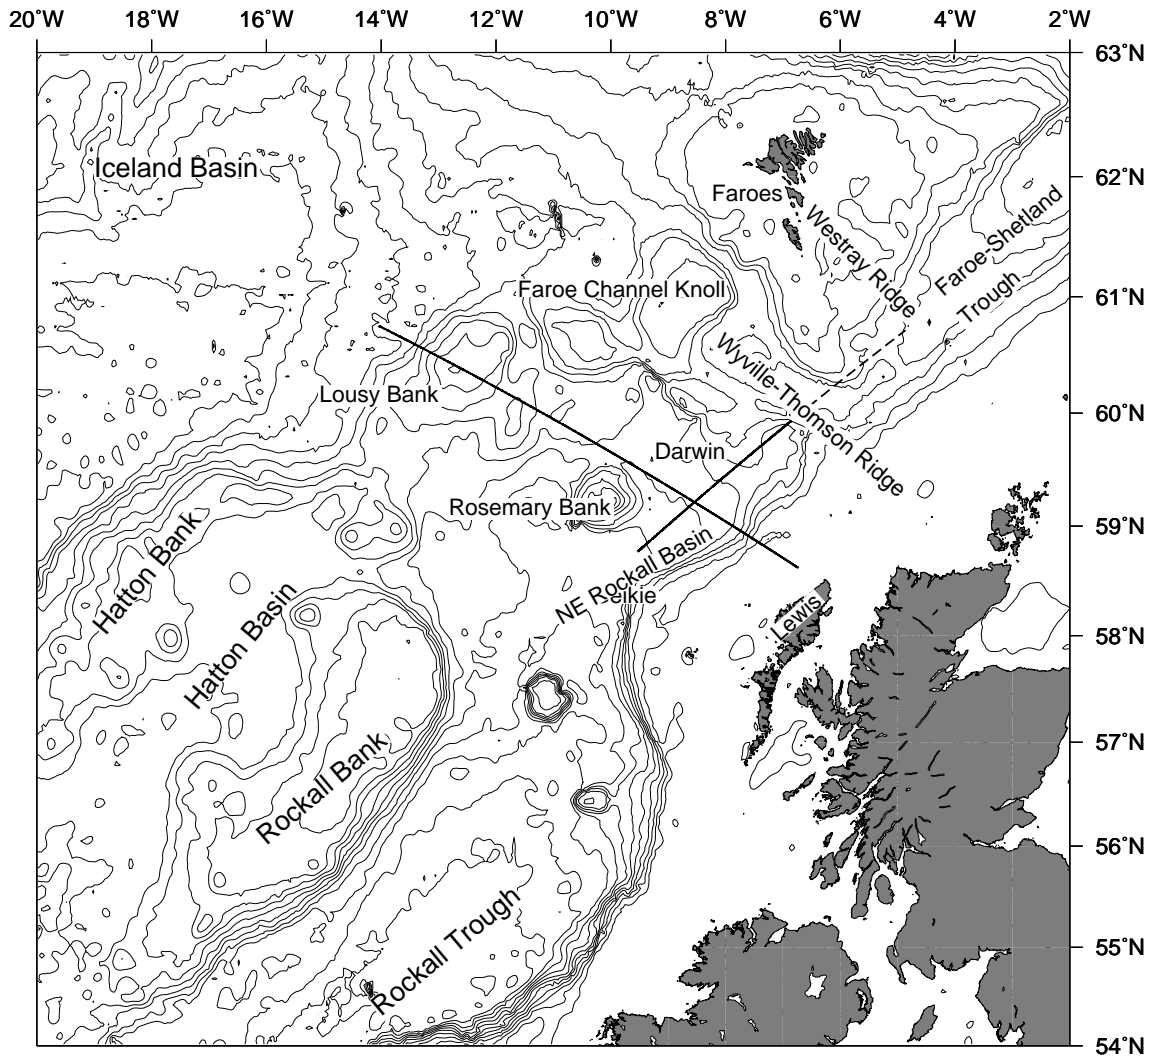 20˚W 18˚W 16˚W 14˚W 12˚W 10˚W 8˚W 6˚W 4˚W 2˚W
63˚N
Iceland Basin
62˚N
Faroes
Westray Ridge
Faroe-Shetland
Trough
Faroe Channel Knoll
61˚N
Wyville-Thomson Ridge
Lousy Bank
60˚N
Darwin
Rosemary Bank
59˚N
Hatton Bank
NE Rockall Basin
elkie
Hatton Basin
Lewis
58˚N
57˚N
Rockall Bank
56˚N
Rockall Trough
55˚N
54˚N